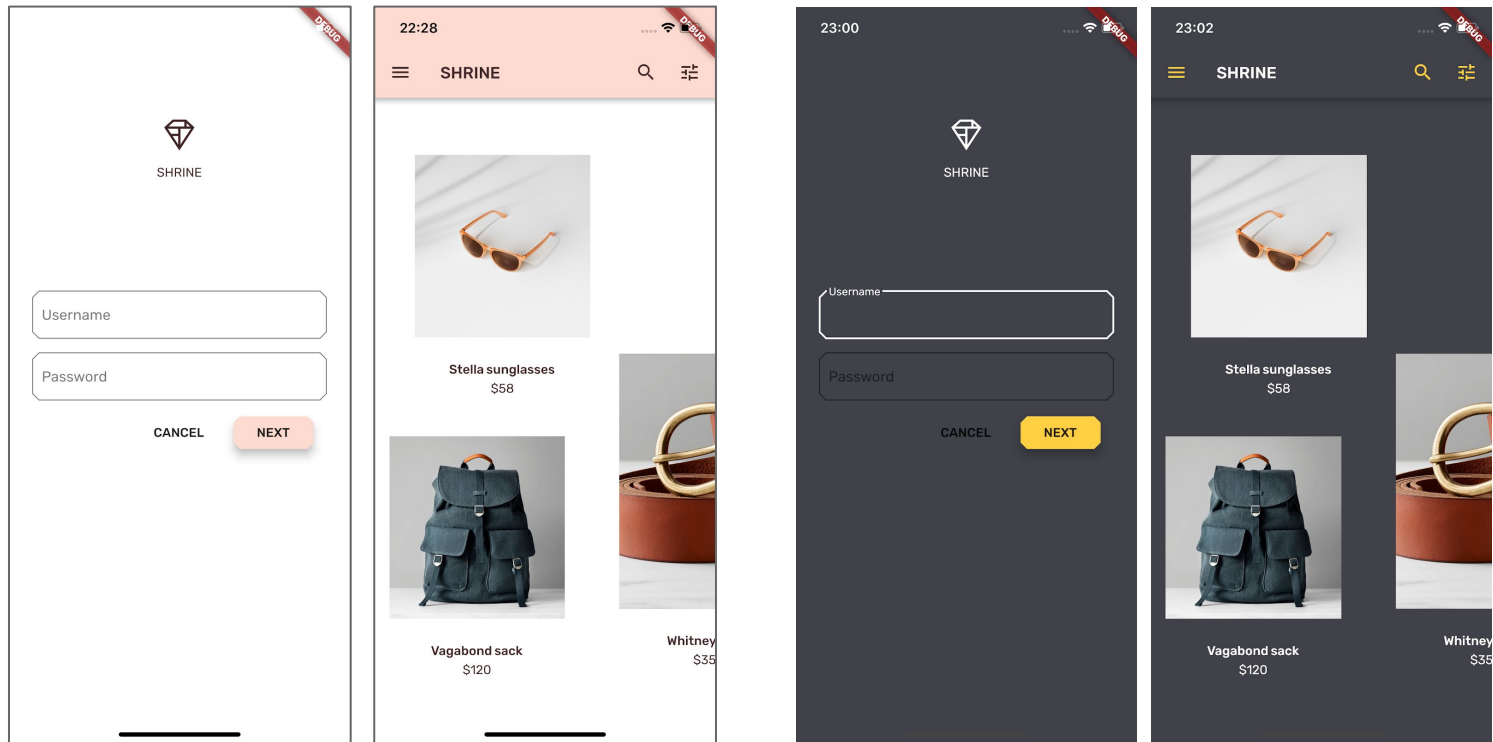 DEBUG
SHRINE
Username
Password
CANCEL NEXT
22:28
DEBUG
SHRINE
Stella sunglasses
$58
Vagabond sack
$120
Whitney
$35
23:00
DEBUG
SHRINE
Username
Password
CANCEL NEXT
23:02
DEBUG
SHRINE
Stella sunglasses
$58
Vagabond sack
$120
Whitney
$35